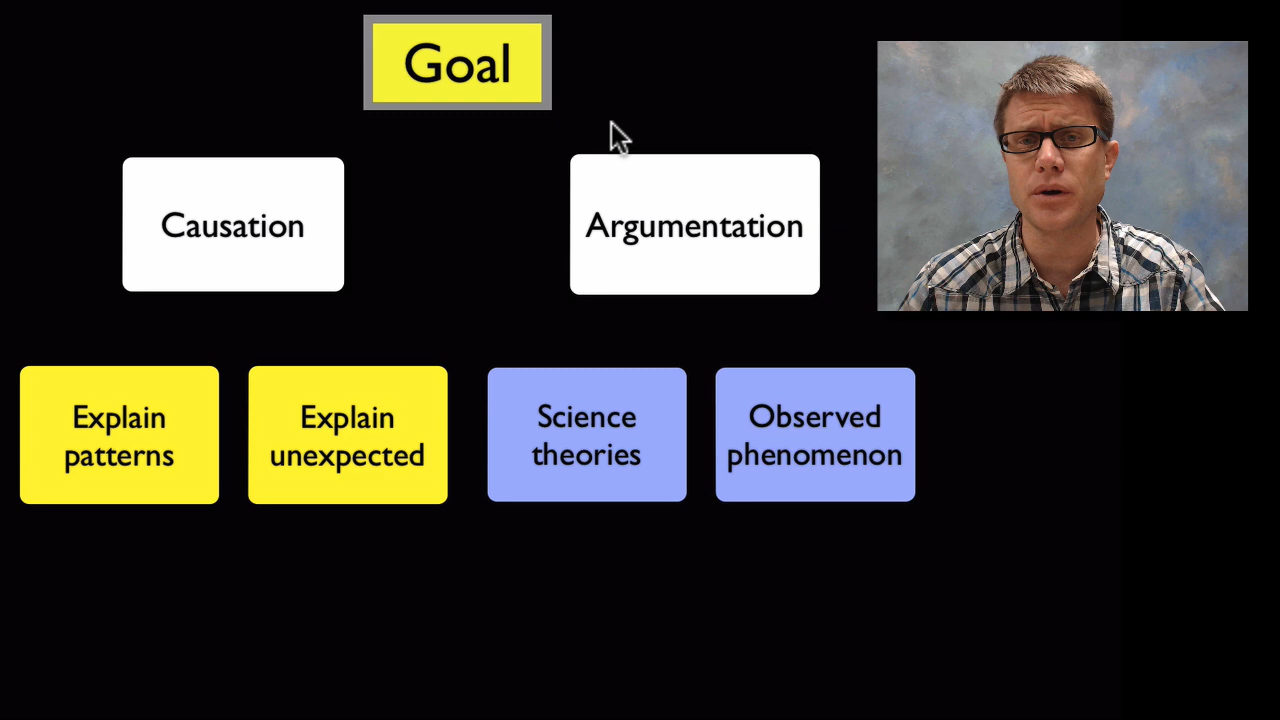 Goal
Causation
Argumentation
Explain
patterns
Explain
unexpected
Science
theories
Observed
phenomenon